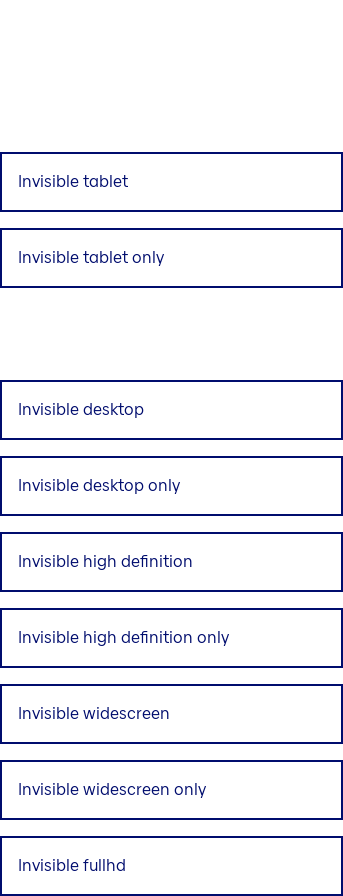 Invisible tablet
Invisible tablet only
Invisible desktop
Invisible desktop only
Invisible high definition
Invisible high definition only
Invisible widescreen
Invisible widescreen only
Invisible fullhd